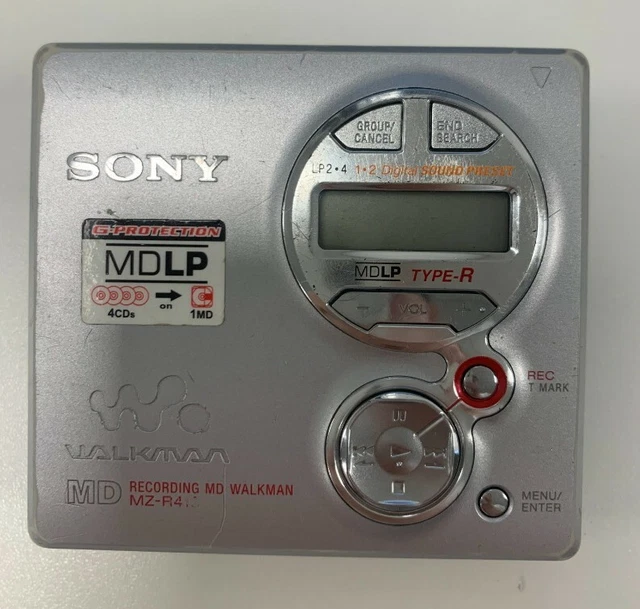 GROUP/
CANCEL
END
SEARCH
SONY
LP2•4 1•2 Digital SOUND PRESET
G-PROTECTION
MDLP
4CDs
on
1MD
MDLP TYPE-R
– VOL +
REC
T MARK
WALKMAN
MD RECORDING MD WALKMAN
MENU/
ENTER